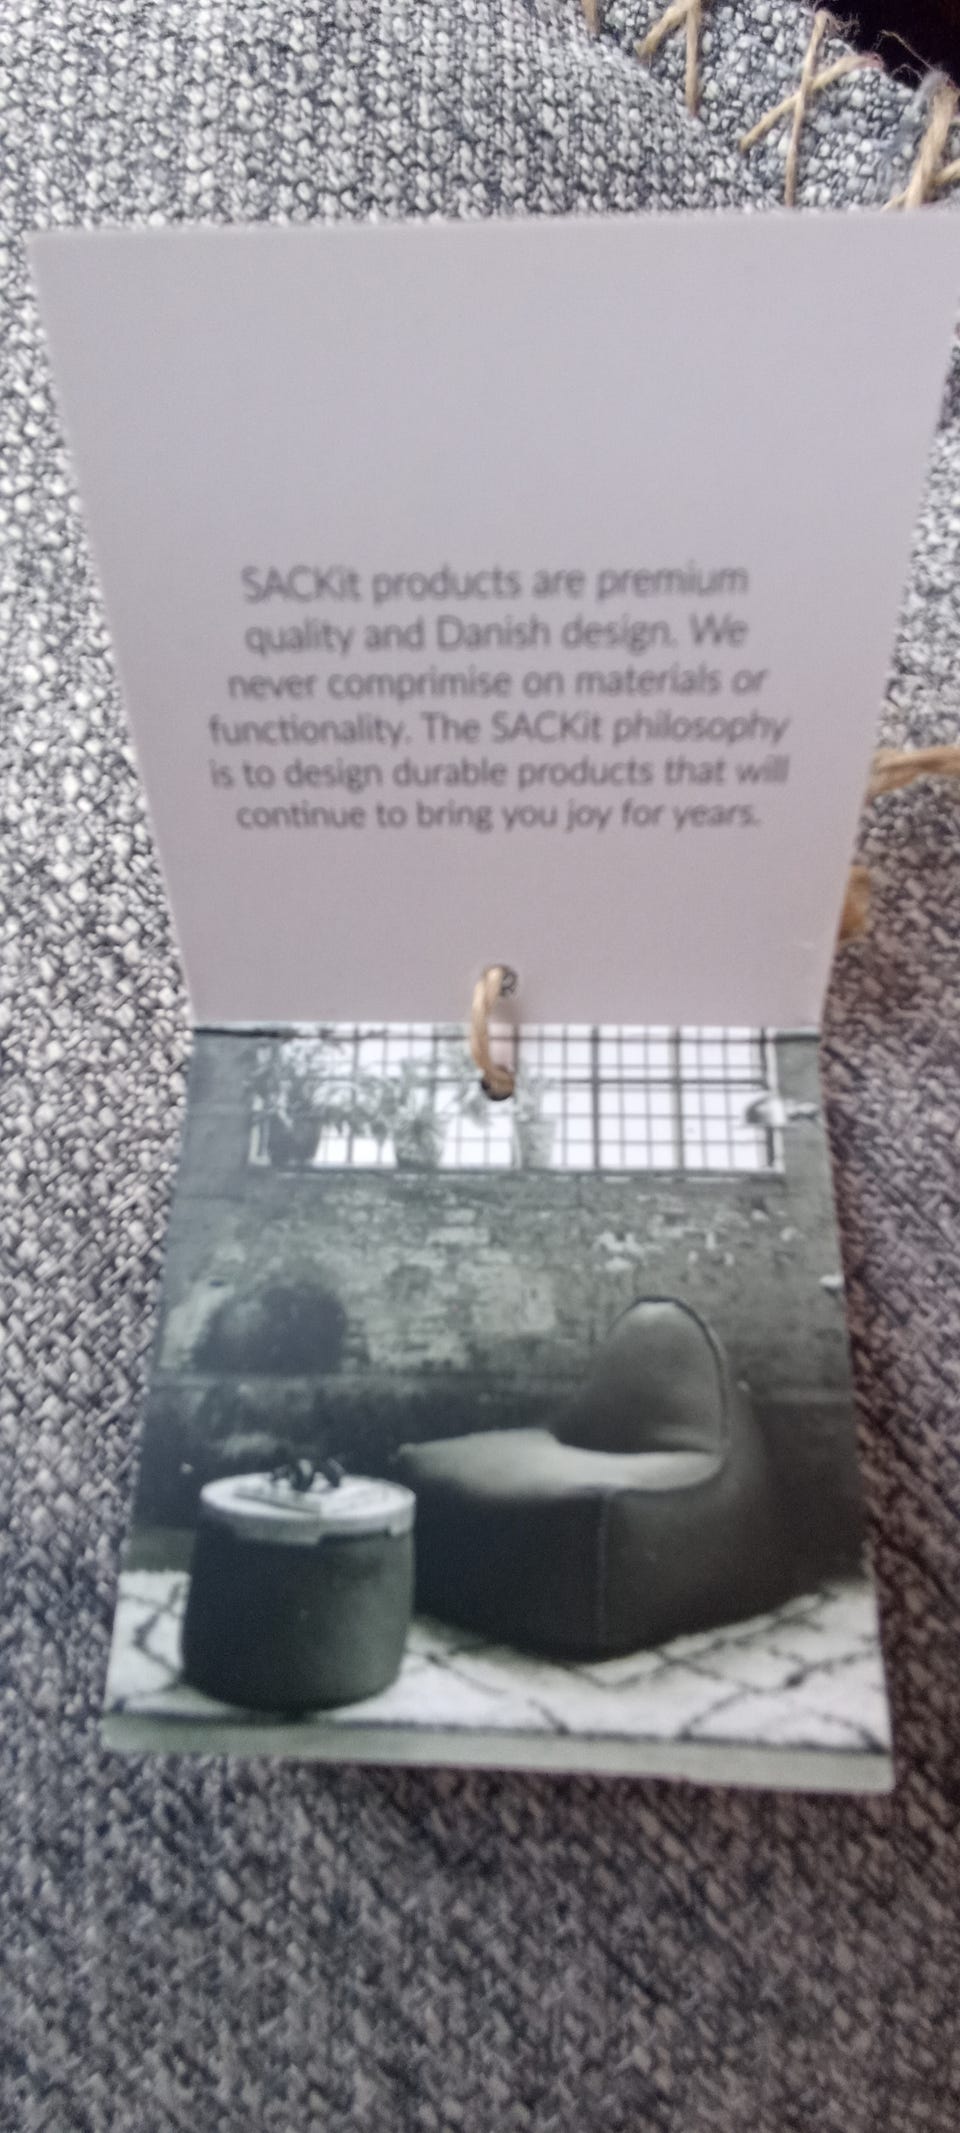 SACKit products are premium
quality and Danish design. We
never comprimise on materials or
functionality. The SACKit philosophy
is to design durable products that will
continue to bring you joy for years.